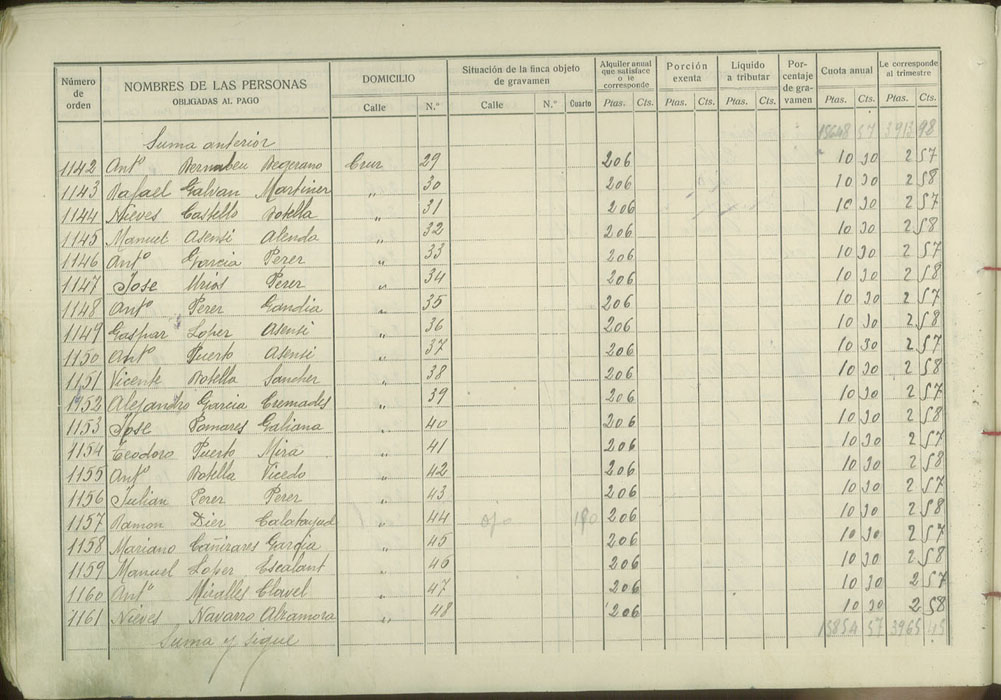 Número de orden | NOMBRES DE LAS PERSONAS OBLIGADAS AL PAGO | DOMICILIO | Situación de la finca objeto de gravamen | Alquiler anual que satisface o le corresponde | Porción exenta | Líquido a tributar | Porcentaje de gravamen | Cuota anual | Le corresponde al trimestre
Calle | N.º | Calle | N.º | Cuarto | Ptas. | Cts. | Ptas. | Cts. | Ptas. | Cts. | Ptas. | Cts. | Ptas. | Cts.
Suma anterior 15648 57 3913 98
1142 Antº Bernabeu Begerano Cruz 29 206 10 30 2 57
1143 Rafael Galvan Martinez " 30 206 10 30 2 58
1144 Nieves Castello Botella " 31 206 10 30 2 57
1145 Manuel Asensi Alenda " 32 206 10 30 2 58
1146 Antº Garcia Perez " 33 206 10 30 2 57
1147 Jose Urios Perez " 34 206 10 30 2 58
1148 Antº Perez Gandia " 35 206 10 30 2 57
1149 Gaspar Lopez Asensi " 36 206 10 30 2 58
1150 Antº Puerto Asensi " 37 206 10 30 2 57
1151 Vicente Botella Sanchez " 38 206 10 30 2 58
1152 Alejandro Garcia Cremades " 39 206 10 30 2 57
1153 Jose Pomares Galiana " 40 206 10 30 2 58
1154 Teodoro Puerto Mira " 41 206 10 30 2 57
1155 Antº Botella Vicedo " 42 206 10 30 2 58
1156 Julian Perez Perez " 43 206 10 30 2 57
1157 Ramon Diez Calatayud " 44 206 10 30 2 58
1158 Mariano Cañizares Garcia " 45 206 10 30 2 57
1159 Manuel Lopez Escalant " 46 206 10 30 2 58
1160 Antº Miralles Clavel " 47 206 10 30 2 57
1161 Nieves Navarro Alzamora " 48 206 10 30 2 58
Suma y sigue 15854 57 3965